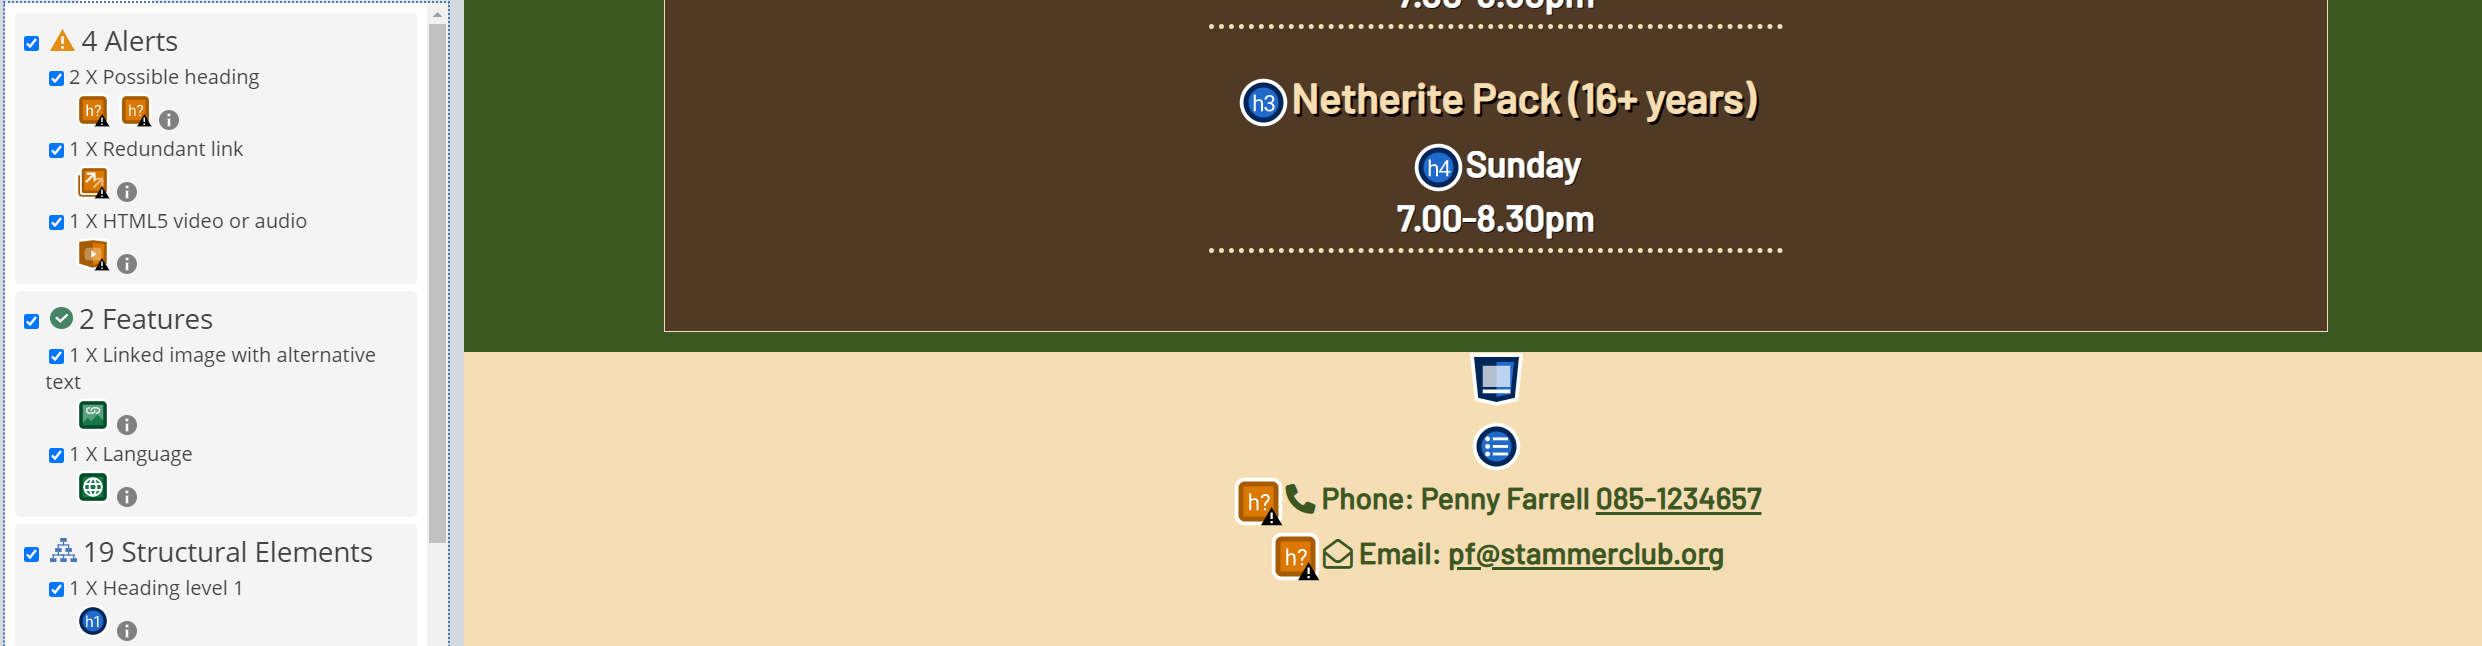 4 Alerts
2 X Possible heading
h? h?
1 X Redundant link
1 X HTML5 video or audio
2 Features
1 X Linked image with alternative
text
1 X Language
19 Structural Elements
1 X Heading level 1
h1
h3 Netherite Pack (16+ years)
h4 Sunday
7.00-8.30pm
h? Phone: Penny Farrell 085-1234657
h? Email: pf@stammerclub.org